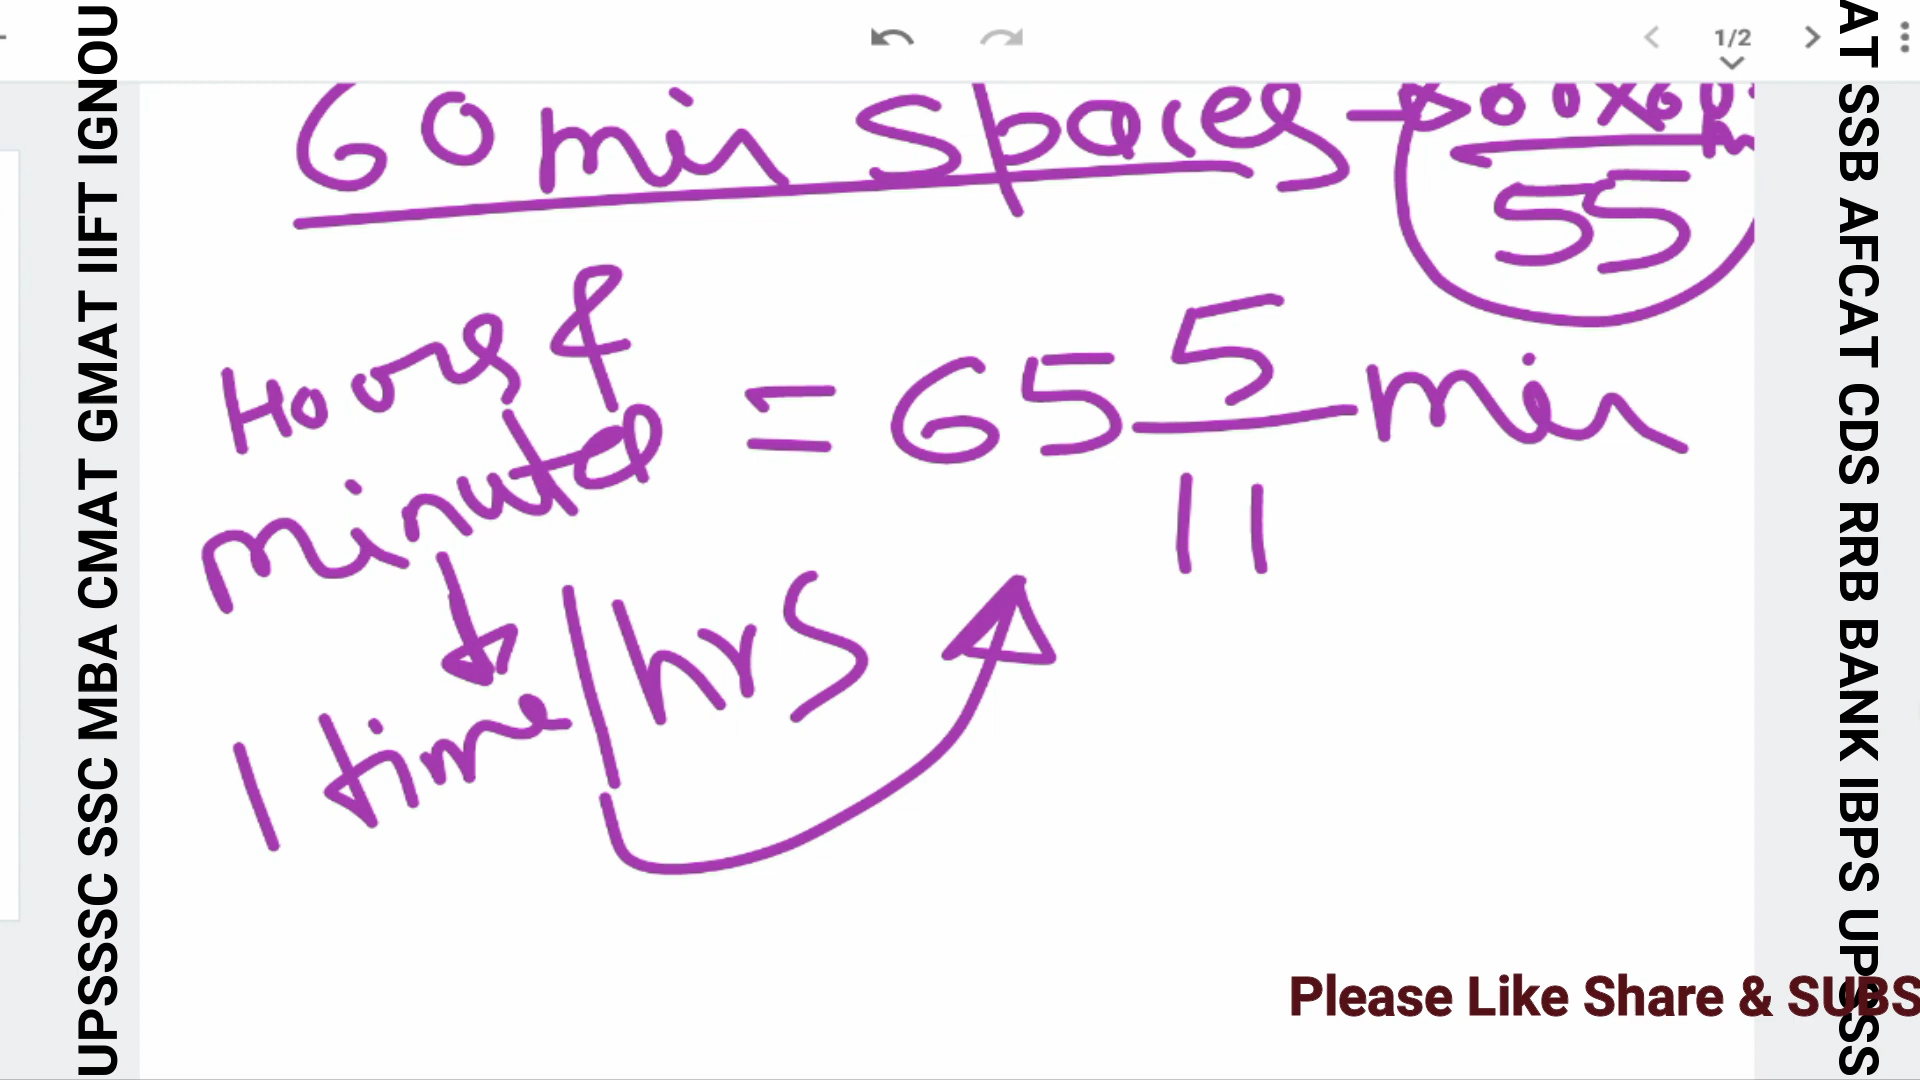 UPSSSC SSC MBA CMAT GMAT IIFT IGNOU
1/2
60 min spaces 60x60
55
Hours &
minutes = 65 5/11 min
1 time/hrs
Please Like Share & SUBS
AT SSB AFCAT CDS RRB BANK IBPS UPSSS